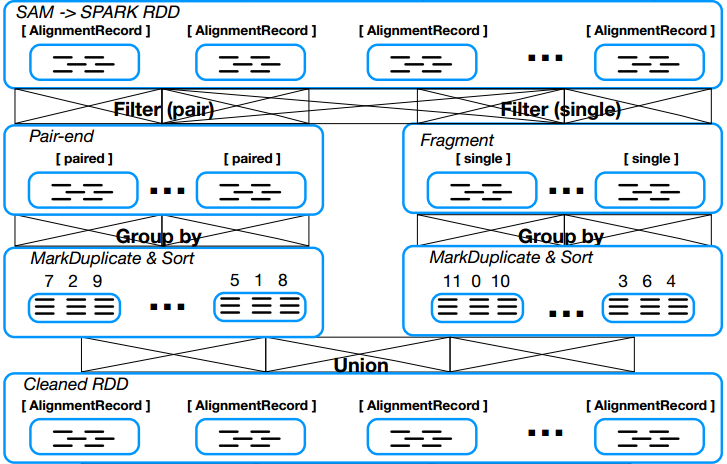 SAM -> SPARK RDD
[ AlignmentRecord ] [ AlignmentRecord ] [ AlignmentRecord ] ... [ AlignmentRecord ]
Filter (pair) Filter (single)
Pair-end
[ paired ] ... [ paired ]
Fragment
[ single ] ... [ single ]
Group by Group by
MarkDuplicate & Sort
7 2 9 ... 5 1 8
MarkDuplicate & Sort
11 0 10 ... 3 6 4
Union
Cleaned RDD
[ AlignmentRecord ] [ AlignmentRecord ] [ AlignmentRecord ] ... [ AlignmentRecord ]